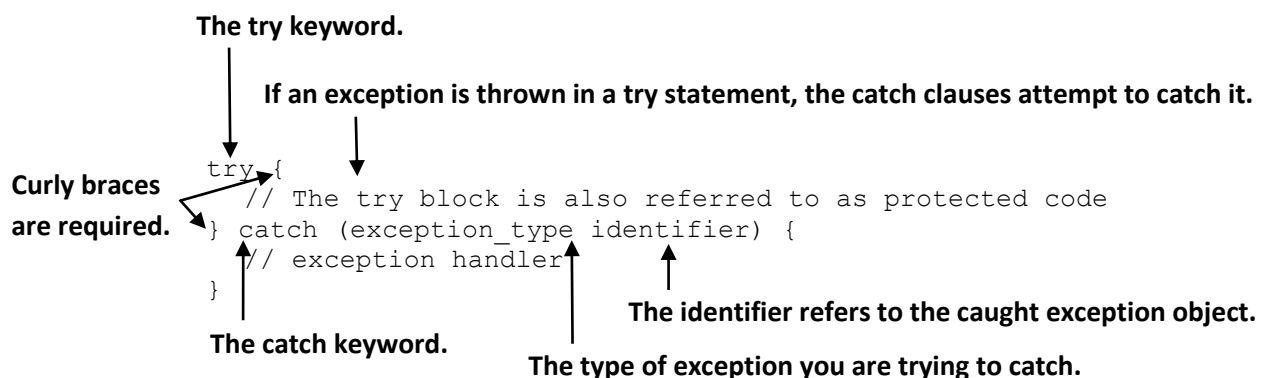 The try keyword.
If an exception is thrown in a try statement, the catch clauses attempt to catch it.
try {
Curly braces
are required.
// The try block is also referred to as protected code
} catch (exception_type identifier) {
// exception handler
}
The identifier refers to the caught exception object.
The catch keyword.
The type of exception you are trying to catch.